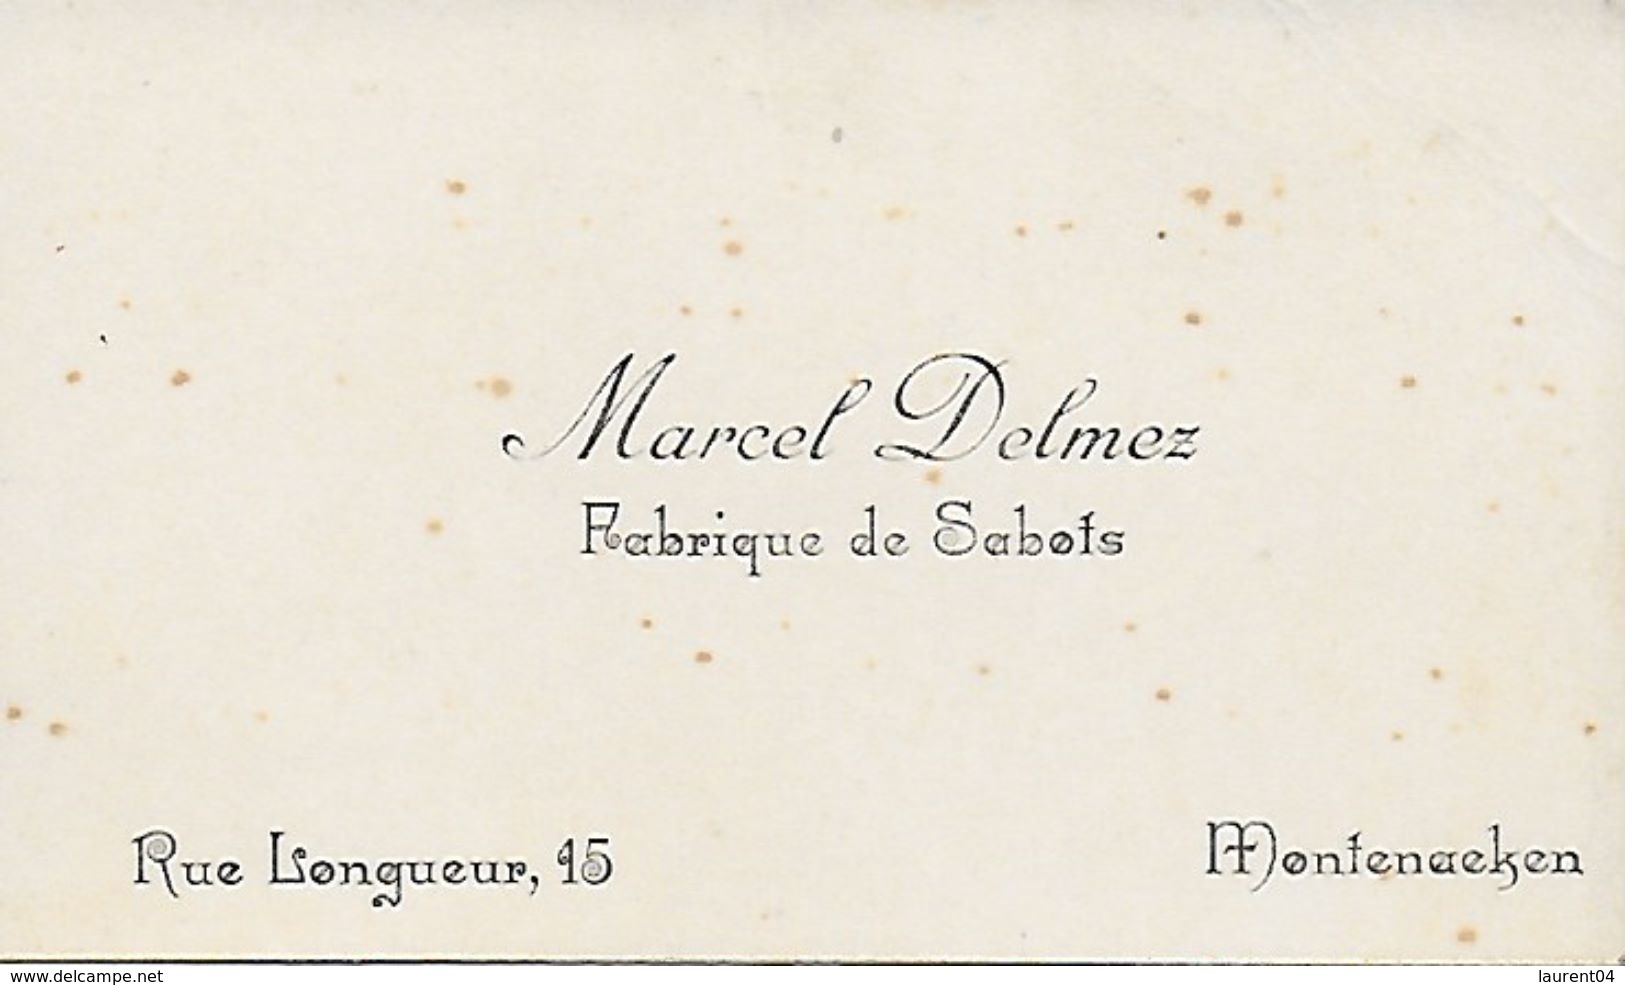 Marcel Delmez
Fabrique de Sabots
Rue Longueur, 15
Montenaeken
www.delcampe.net
laurent04